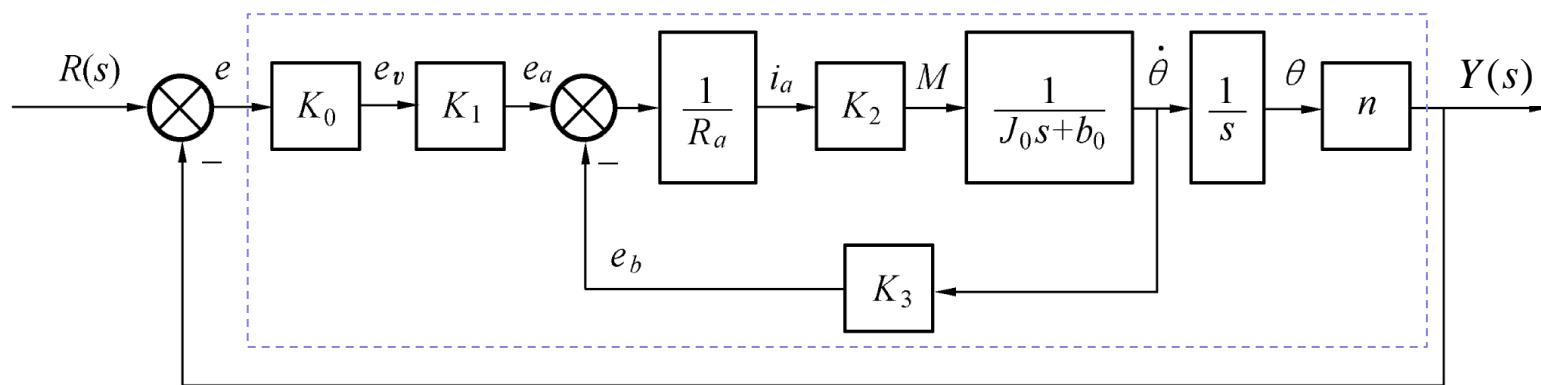 R(s) e K₀ e_v K₁ e_a 1/R_a i_a K₂ M 1/(J₀s+b₀) θ̇ 1/s θ n Y(s)
− −
e_b K₃